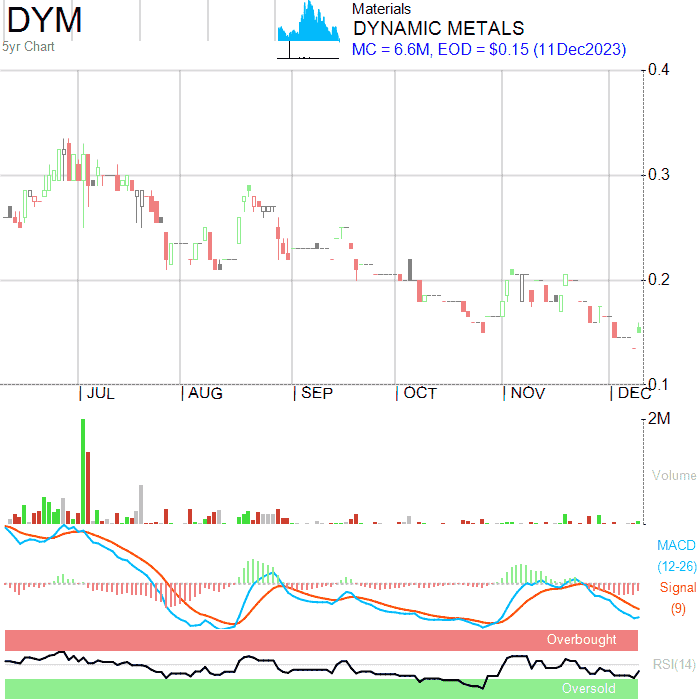 DYM
5yr Chart
Materials
DYNAMIC METALS
MC = 6.6M, EOD = $0.15 (11Dec2023)
0.4
0.3
0.2
0.1
JUL
AUG
SEP
OCT
NOV
DEC
2M
Volume
MACD
(12-26)
Signal
(9)
Overbought
RSI(14)
Oversold